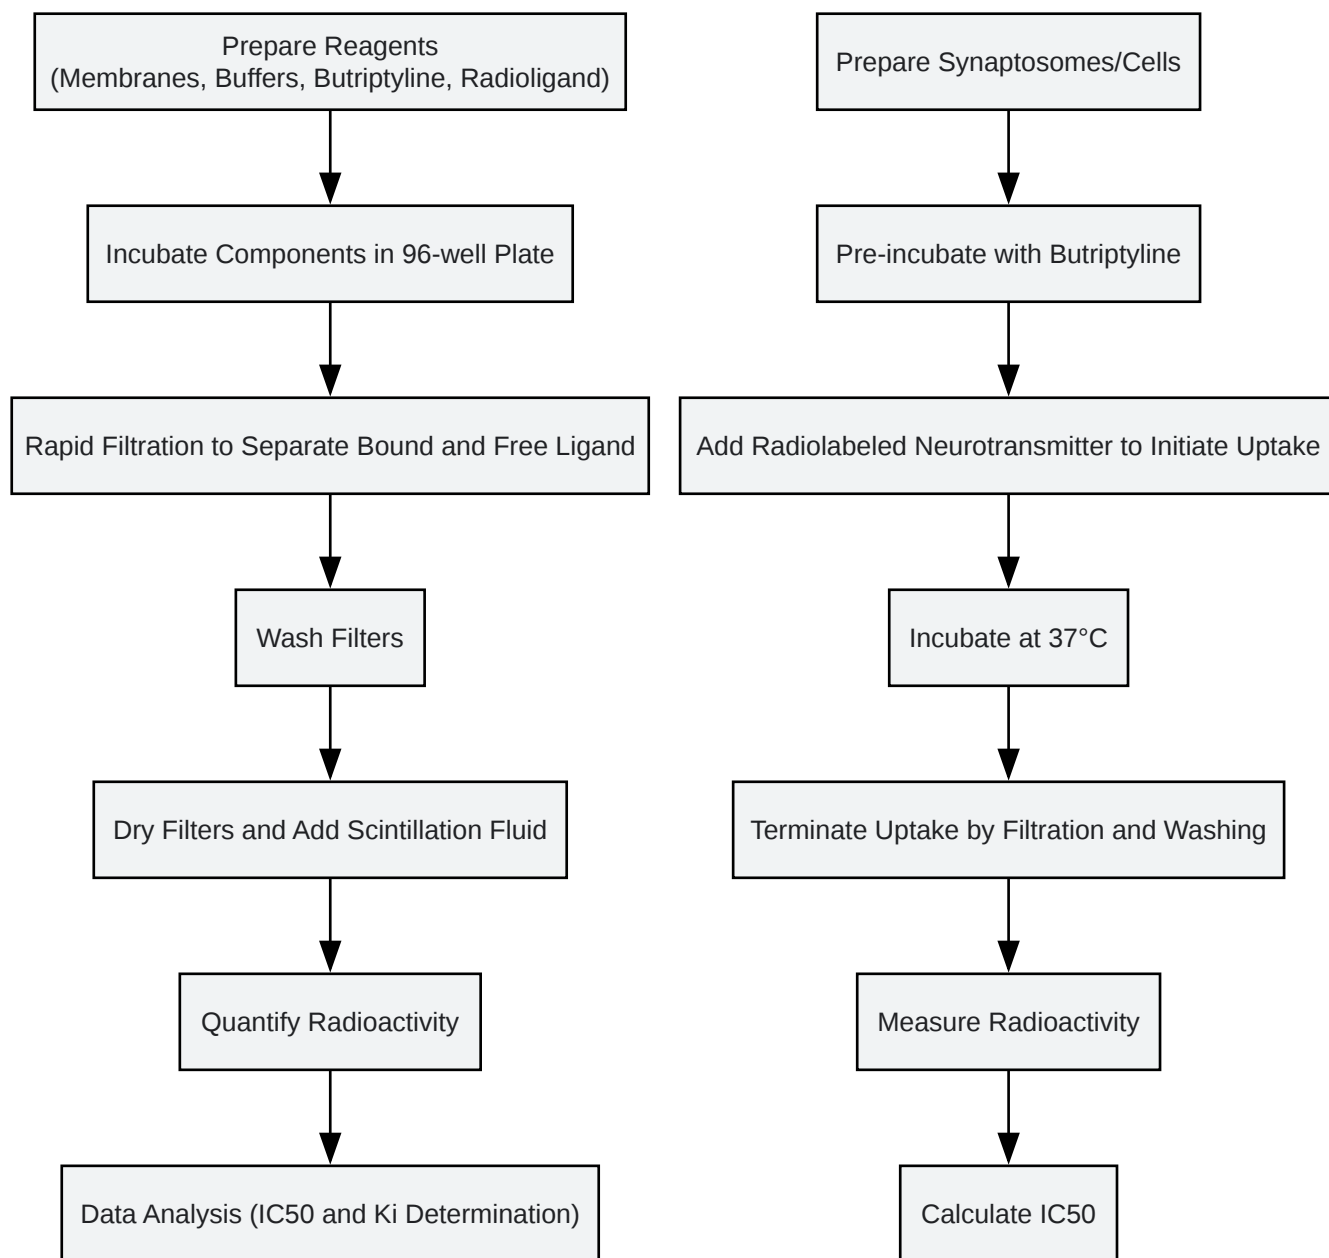 Prepare Reagents
(Membranes, Buffers, Butriptyline, Radioligand)
Incubate Components in 96-well Plate
Rapid Filtration to Separate Bound and Free Ligand
Wash Filters
Dry Filters and Add Scintillation Fluid
Quantify Radioactivity
Data Analysis (IC50 and Ki Determination)
Prepare Synaptosomes/Cells
Pre-incubate with Butriptyline
Add Radiolabeled Neurotransmitter to Initiate Uptake
Incubate at 37°C
Terminate Uptake by Filtration and Washing
Measure Radioactivity
Calculate IC50